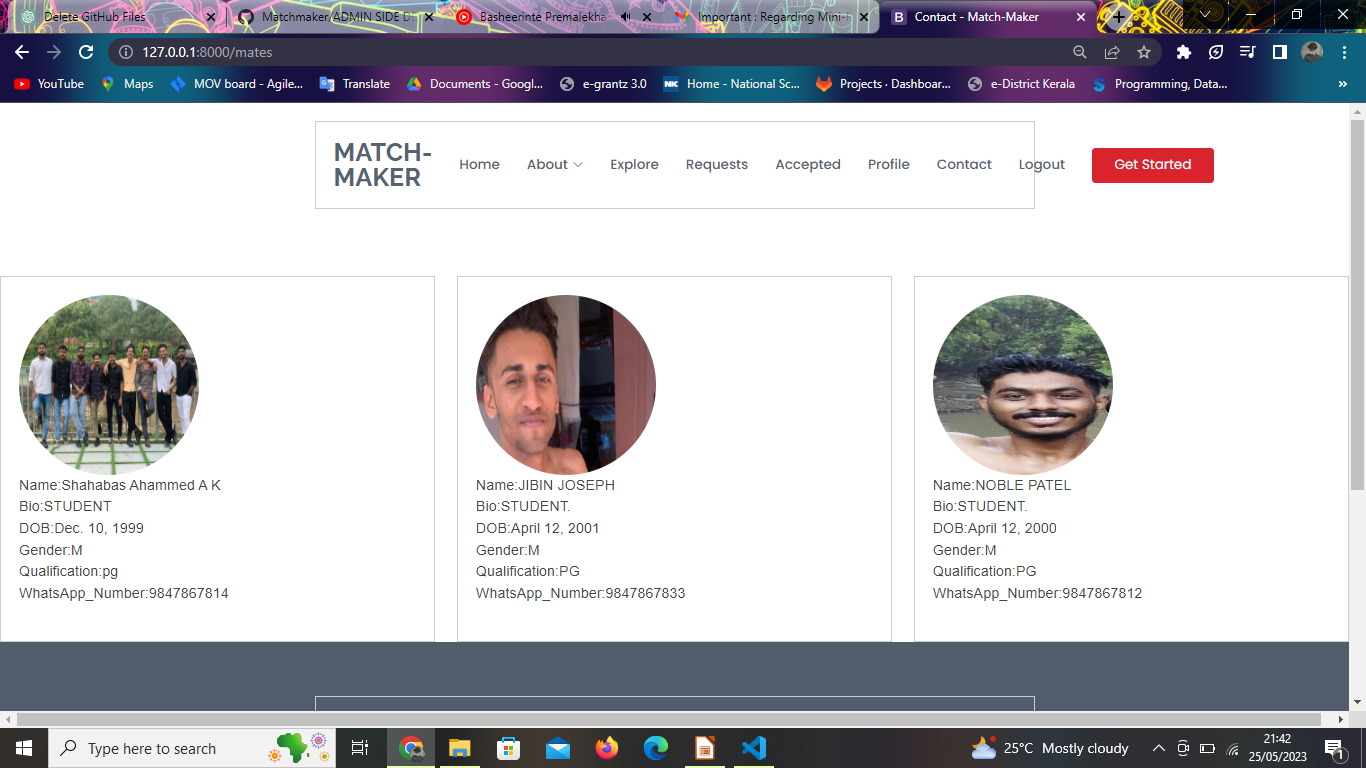 Delete GitHub Files
Matchmaker/ADMIN SIDE D
Basheennte Premalekha
Important : Regarding Mini-
Contact - Match-Maker
127.0.0.1:8000/mates
YouTube
Maps
MOV board - Agile...
Translate
Documents - Googl...
e-grantz 3.0
Home - National Sc...
Projects · Dashboar...
e-District Kerala
Programming, Data...
»
MATCH-
MAKER
Home
About
Explore
Requests
Accepted
Profile
Contact
Logout
Get Started
Name:Shahabas Ahammed A K
Bio:STUDENT
DOB:Dec. 10, 1999
Gender:M
Qualification:pg
WhatsApp_Number:9847867814
Name:JIBIN JOSEPH
Bio:STUDENT.
DOB:April 12, 2001
Gender:M
Qualification:PG
WhatsApp_Number:9847867833
Name:NOBLE PATEL
Bio:STUDENT.
DOB:April 12, 2000
Gender:M
Qualification:PG
WhatsApp_Number:9847867812
Type here to search
25°C Mostly cloudy
21:42
25/05/2023
1